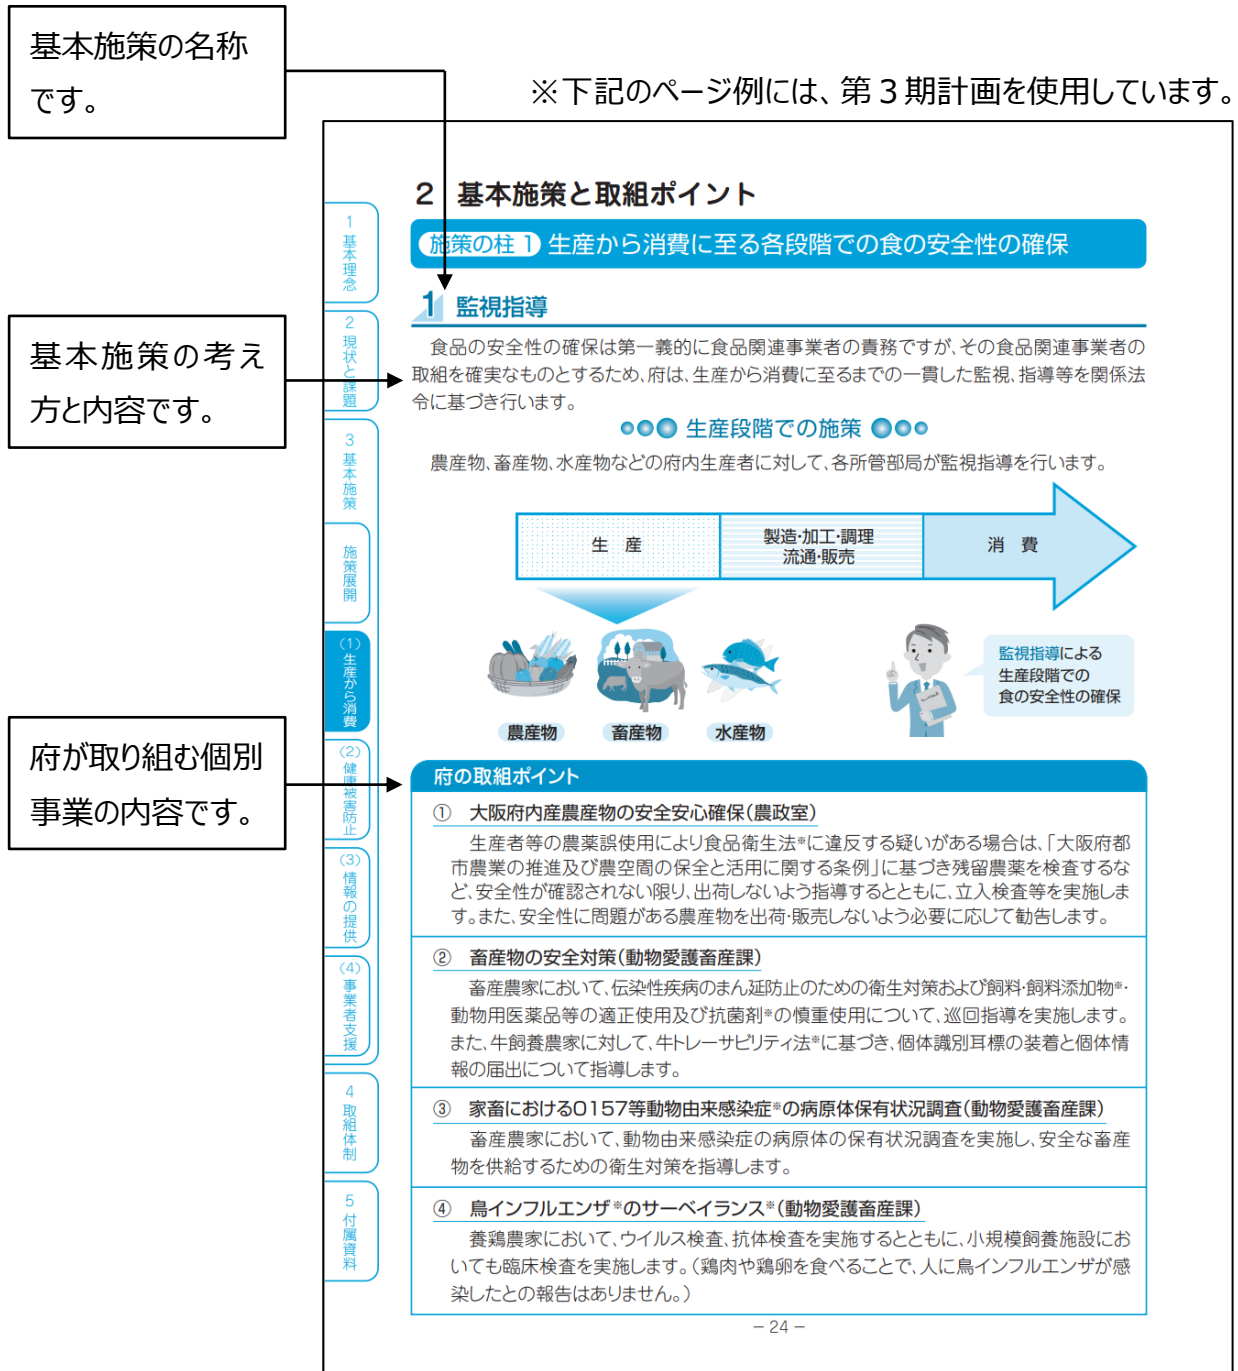 基本施策の名称
です。
※下記のページ例には、第３期計画を使用しています。
基本施策の考え
方と内容です。
府が取り組む個別
事業の内容です。
1 基本理念
2 現状と課題
3 基本施策
施策展開
(1) 生産から消費
(2) 健康被害防止
(3) 情報の提供
(4) 事業者支援
4 取組体制
5 付属資料
2 基本施策と取組ポイント
施策の柱 1 生産から消費に至る各段階での食の安全性の確保
1 監視指導
食品の安全性の確保は第一義的に食品関連事業者の責務ですが、その食品関連事業者の
取組を確実なものとするため、府は、生産から消費に至るまでの一貫した監視、指導等を関係法
令に基づき行います。
生産段階での施策
農産物、畜産物、水産物などの府内生産者に対して、各所管部局が監視指導を行います。
生 産
製造・加工・調理
流通・販売
消 費
農産物
畜産物
水産物
監視指導による
生産段階での
食の安全性の確保
府の取組ポイント
① 大阪府内産農産物の安全安心確保（農政室）
生産者等の農薬誤使用により食品衛生法※に違反する疑いがある場合は、「大阪府都
市農業の推進及び農空間の保全と活用に関する条例」に基づき残留農薬を検査するな
ど、安全性が確認されない限り、出荷しないよう指導するとともに、立入検査等を実施しま
す。また、安全性に問題がある農産物を出荷・販売しないよう必要に応じて勧告します。
② 畜産物の安全対策（動物愛護畜産課）
畜産農家において、伝染性疾病のまん延防止のための衛生対策および飼料・飼料添加物※・
動物用医薬品等の適正使用及び抗菌剤※の慎重使用について、巡回指導を実施します。
また、牛飼養農家に対して、牛トレーサビリティ法※に基づき、個体識別耳標の装着と個体情
報の届出について指導します。
③ 家畜におけるO157等動物由来感染症※の病原体保有状況調査（動物愛護畜産課）
畜産農家において、動物由来感染症の病原体の保有状況調査を実施し、安全な畜産
物を供給するための衛生対策を指導します。
④ 鳥インフルエンザ※のサーベイランス※（動物愛護畜産課）
養鶏農家において、ウイルス検査、抗体検査を実施するとともに、小規模飼養施設にお
いても臨床検査を実施します。（鶏肉や鶏卵を食べることで、人に鳥インフルエンザが感
染したとの報告はありません。）
− 24 −